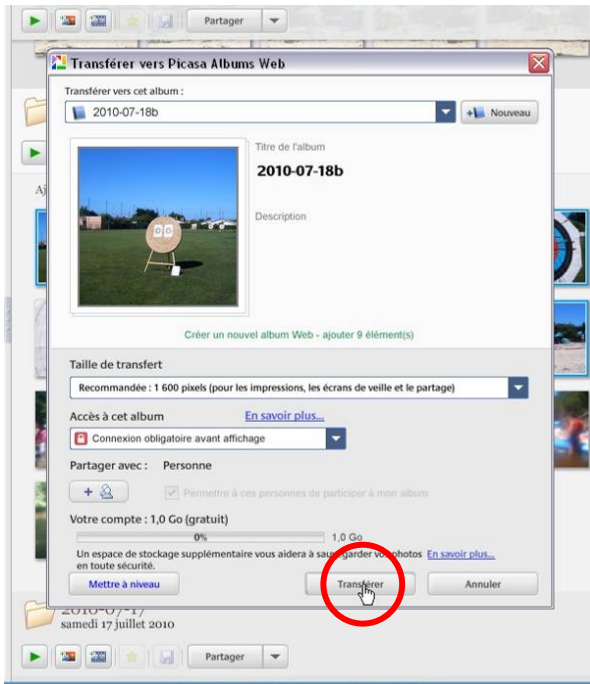 Partager
Transférer vers Picasa Albums Web
Transférer vers cet album :
2010-07-18b
Nouveau
Titre de l'album
2010-07-18b
Description
Créer un nouvel album Web - ajouter 9 élément(s)
Taille de transfert
Recommandée : 1 600 pixels (pour les impressions, les écrans de veille et le partage)
Accès à cet album En savoir plus...
Connexion obligatoire avant affichage
Partager avec : Personne
Permettre à ces personnes de participer à mon album
Votre compte : 1,0 Go (gratuit)
0% 1,0 Go
Un espace de stockage supplémentaire vous aidera à sauvegarder vos photos En savoir plus...
en toute sécurité.
Mettre à niveau Transférer Annuler
2010-07-17
samedi 17 juillet 2010
Partager